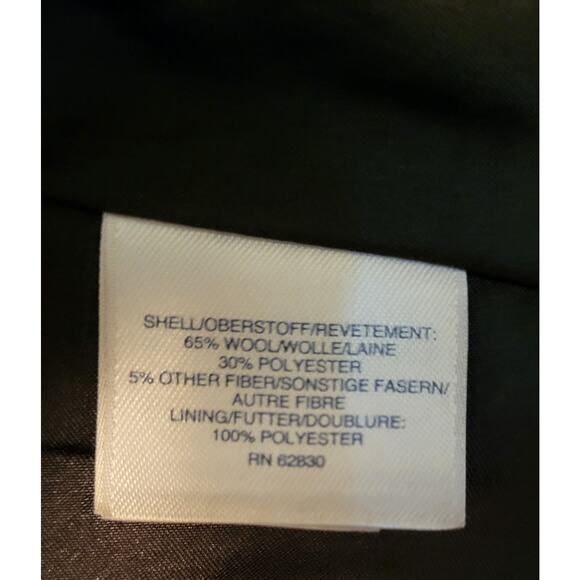 SHELL/OBERSTOFF/REVETEMENT:
65% WOOL/WOLLE/LAINE
30% POLYESTER
5% OTHER FIBER/SONSTIGE FASERN/
AUTRE FIBRE
LINING/FUTTER/DOUBLURE:
100% POLYESTER
RN 62830